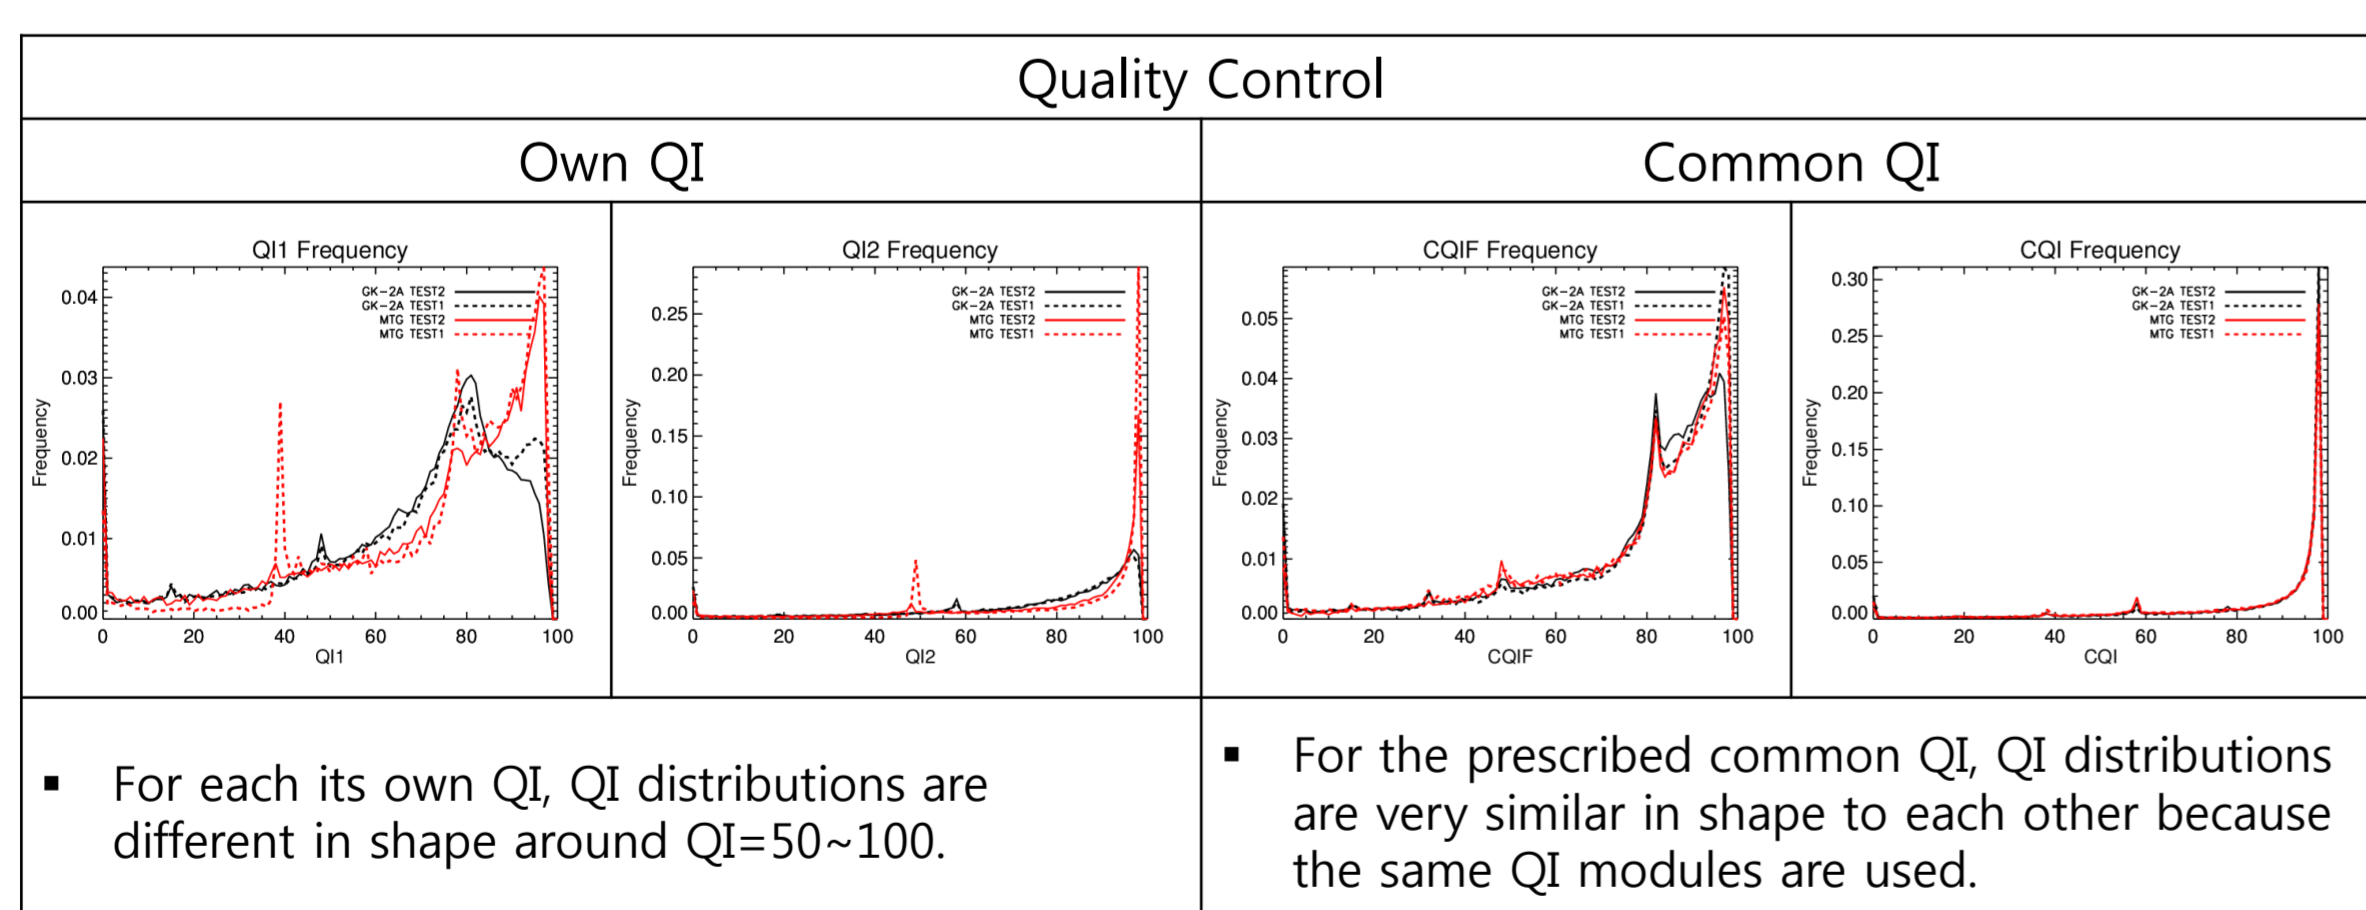 Quality Control
Own QI
Common QI
QI1 Frequency
GK-2A TEST2
GK-2A TEST1
MTG TEST2
MTG TEST1
0.04
0.03
0.02
0.01
0.00
Frequency
0 20 40 60 80 100
QI1
QI2 Frequency
GK-2A TEST2
GK-2A TEST1
MTG TEST2
MTG TEST1
0.25
0.20
0.15
0.10
0.05
0.00
Frequency
0 20 40 60 80 100
QI2
CQIF Frequency
GK-2A TEST2
GK-2A TEST1
MTG TEST2
MTG TEST1
0.05
0.04
0.03
0.02
0.01
0.00
Frequency
0 20 40 60 80 100
CQIF
CQI Frequency
GK-2A TEST2
GK-2A TEST1
MTG TEST2
MTG TEST1
0.30
0.25
0.20
0.15
0.10
0.05
0.00
Frequency
0 20 40 60 80 100
CQI
▪ For each its own QI, QI distributions are
different in shape around QI=50~100.
▪ For the prescribed common QI, QI distributions
are very similar in shape to each other because
the same QI modules are used.